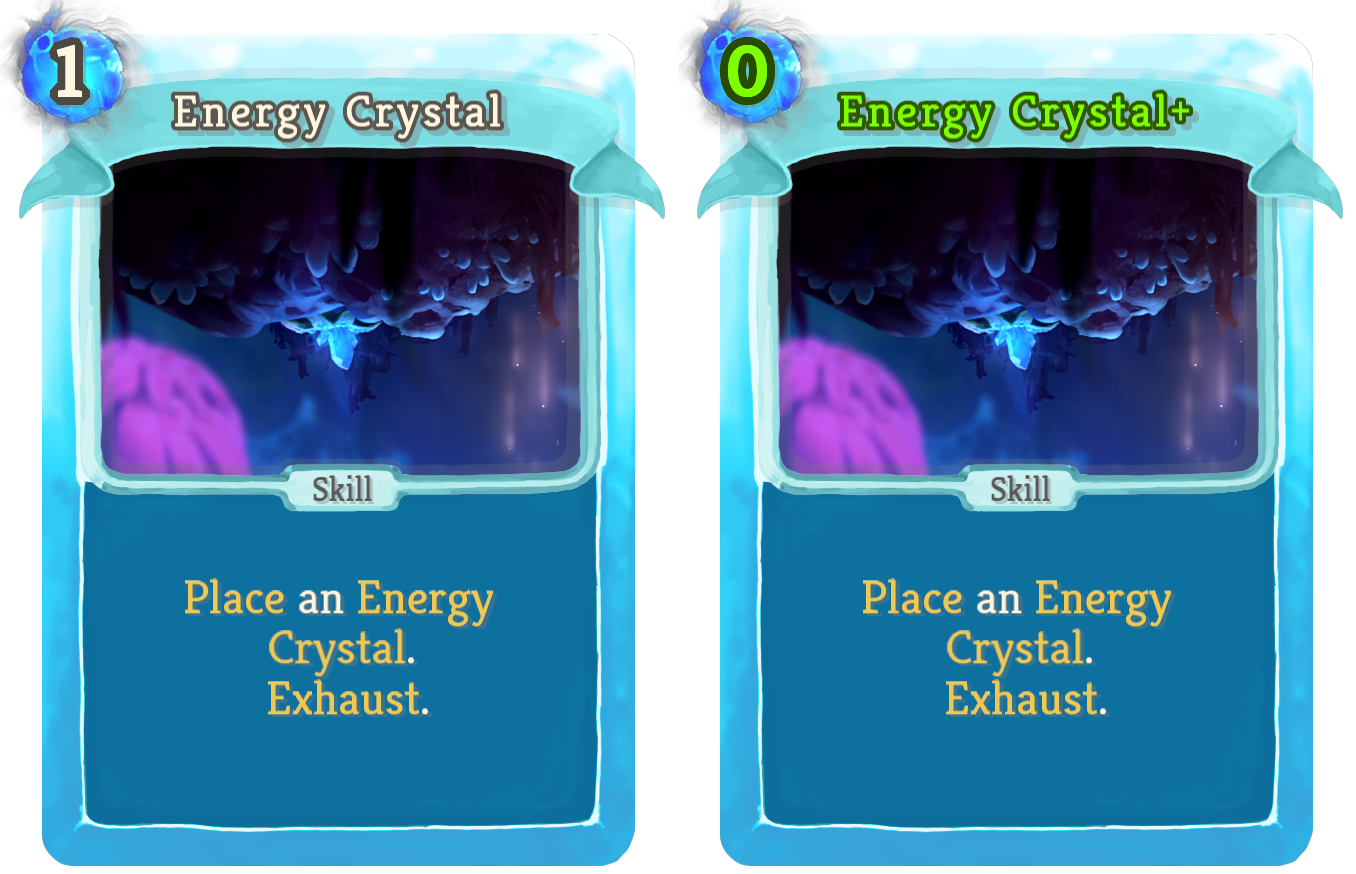 1
Energy Crystal
Skill
Place an Energy
Crystal.
Exhaust.
0
Energy Crystal+
Skill
Place an Energy
Crystal.
Exhaust.